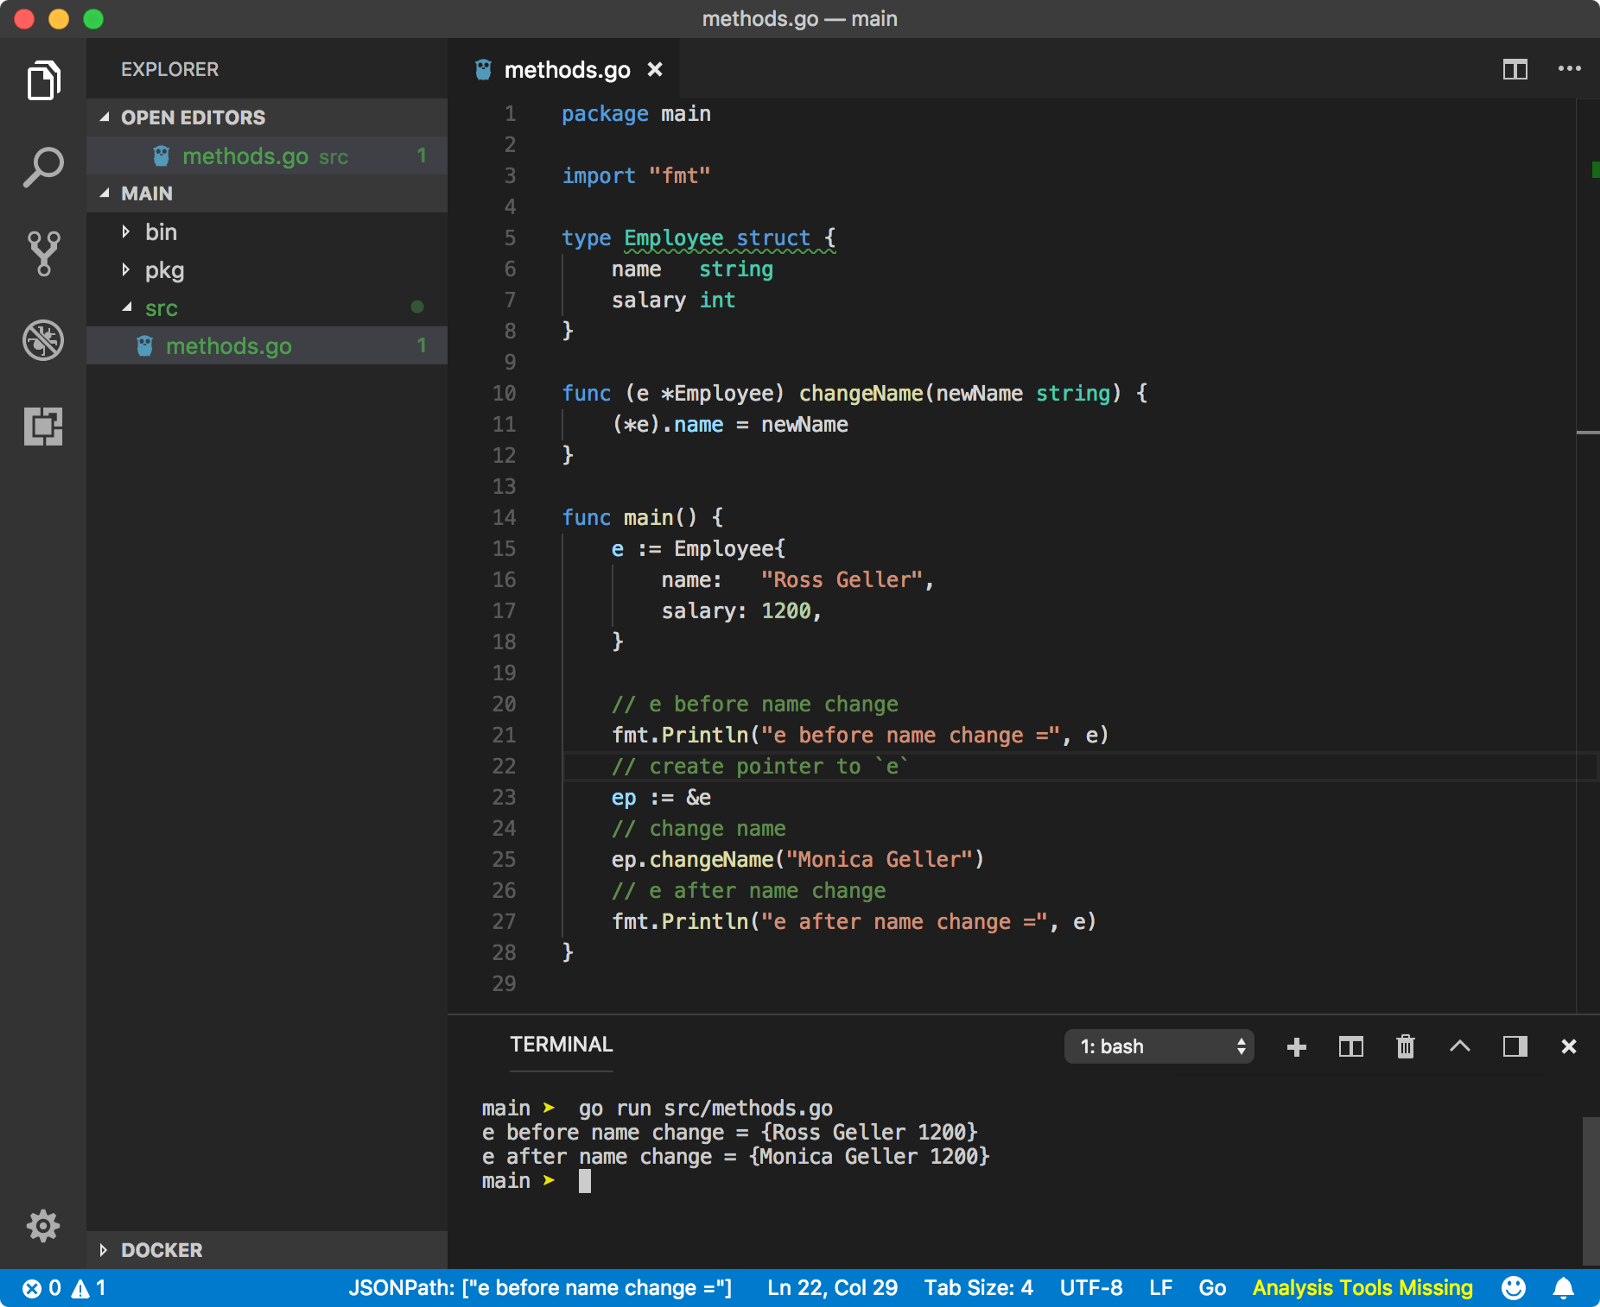 methods.go — main
EXPLORER
OPEN EDITORS
methods.go src 1
MAIN
bin
pkg
src
methods.go 1
DOCKER
methods.go
1 package main
2
3 import "fmt"
4
5 type Employee struct {
6     name   string
7     salary int
8 }
9
10 func (e *Employee) changeName(newName string) {
11     (*e).name = newName
12 }
13
14 func main() {
15     e := Employee{
16         name:   "Ross Geller",
17         salary: 1200,
18     }
19
20     // e before name change
21     fmt.Println("e before name change =", e)
22     // create pointer to `e`
23     ep := &e
24     // change name
25     ep.changeName("Monica Geller")
26     // e after name change
27     fmt.Println("e after name change =", e)
28 }
29
TERMINAL
1: bash
main ➤  go run src/methods.go
e before name change = {Ross Geller 1200}
e after name change = {Monica Geller 1200}
main ➤
0 1 JSONPath: ["e before name change ="] Ln 22, Col 29 Tab Size: 4 UTF-8 LF Go Analysis Tools Missing